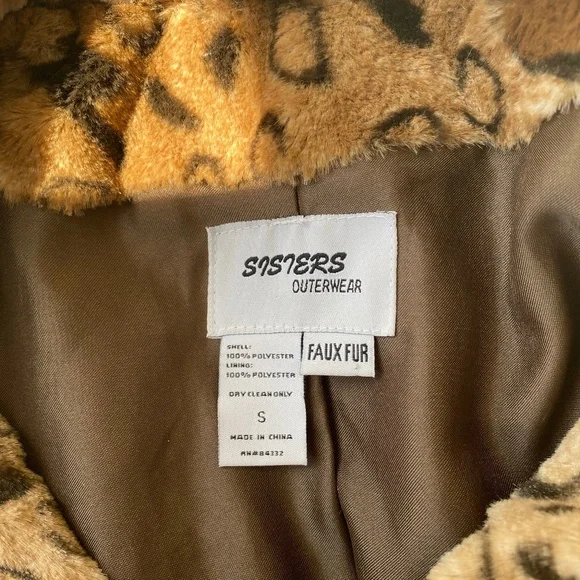 SISTERS
OUTERWEAR
FAUX FUR
SHELL:
100% POLYESTER
LINING:
100% POLYESTER
DRY CLEAN ONLY
S
MADE IN CHINA
RN#84332